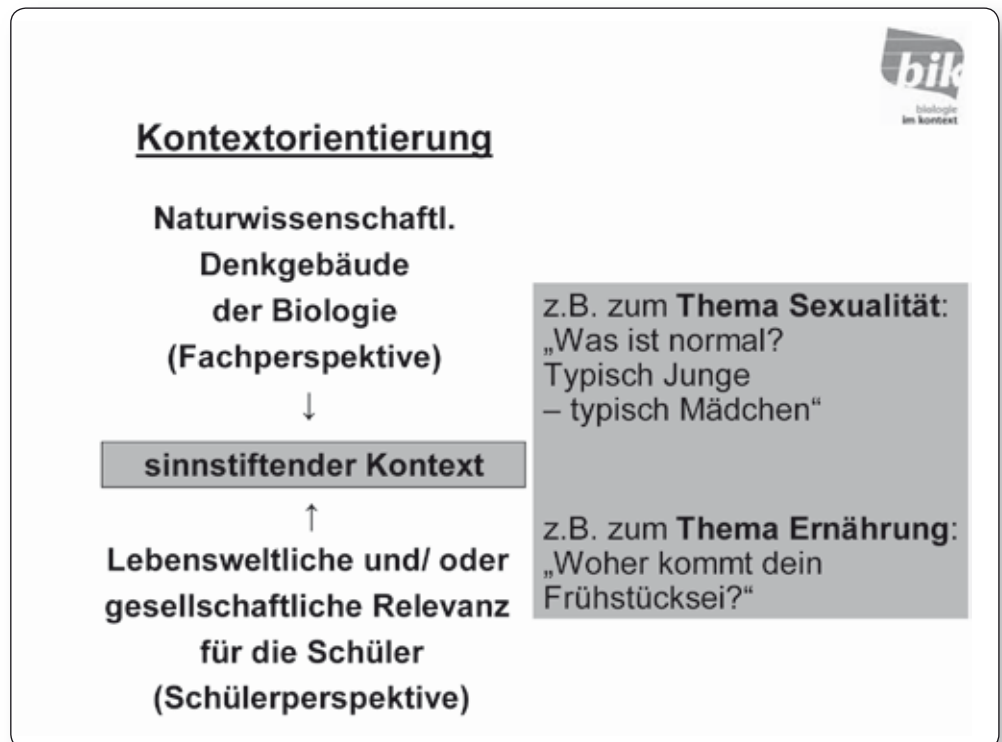 bik
biologie
im kontext
Kontextorientierung
Naturwissenschaftl.
Denkgebäude
der Biologie
(Fachperspektive)
↓
sinnstiftender Kontext
↑
Lebensweltliche und/ oder
gesellschaftliche Relevanz
für die Schüler
(Schülerperspektive)
z.B. zum Thema Sexualität:
„Was ist normal?
Typisch Junge
– typisch Mädchen“
z.B. zum Thema Ernährung:
„Woher kommt dein
Frühstücksei?“